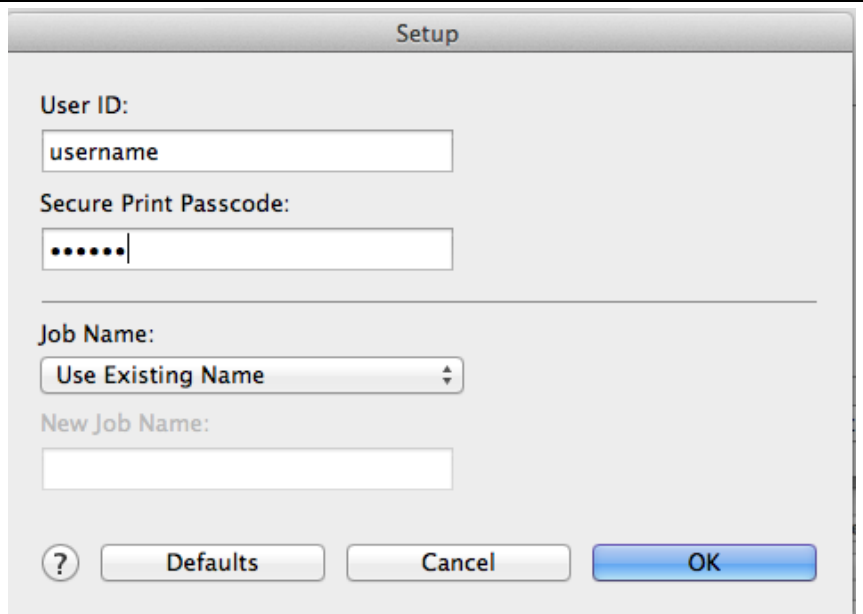 Setup
User ID:
username
Secure Print Passcode:
••••••
Job Name:
Use Existing Name
New Job Name:
? Defaults Cancel OK